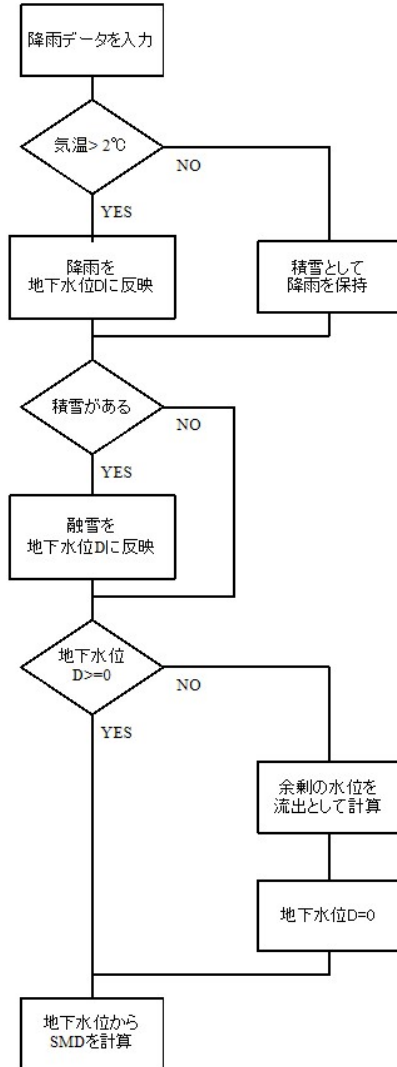 降雨データを入力
気温> 2℃
NO
YES
降雨を
地下水位Dに反映
積雪として
降雨を保持
積雪がある
NO
YES
融雪を
地下水位Dに反映
地下水位
D>=0
NO
YES
余剰の水位を
流出として計算
地下水位D=0
地下水位から
SMDを計算